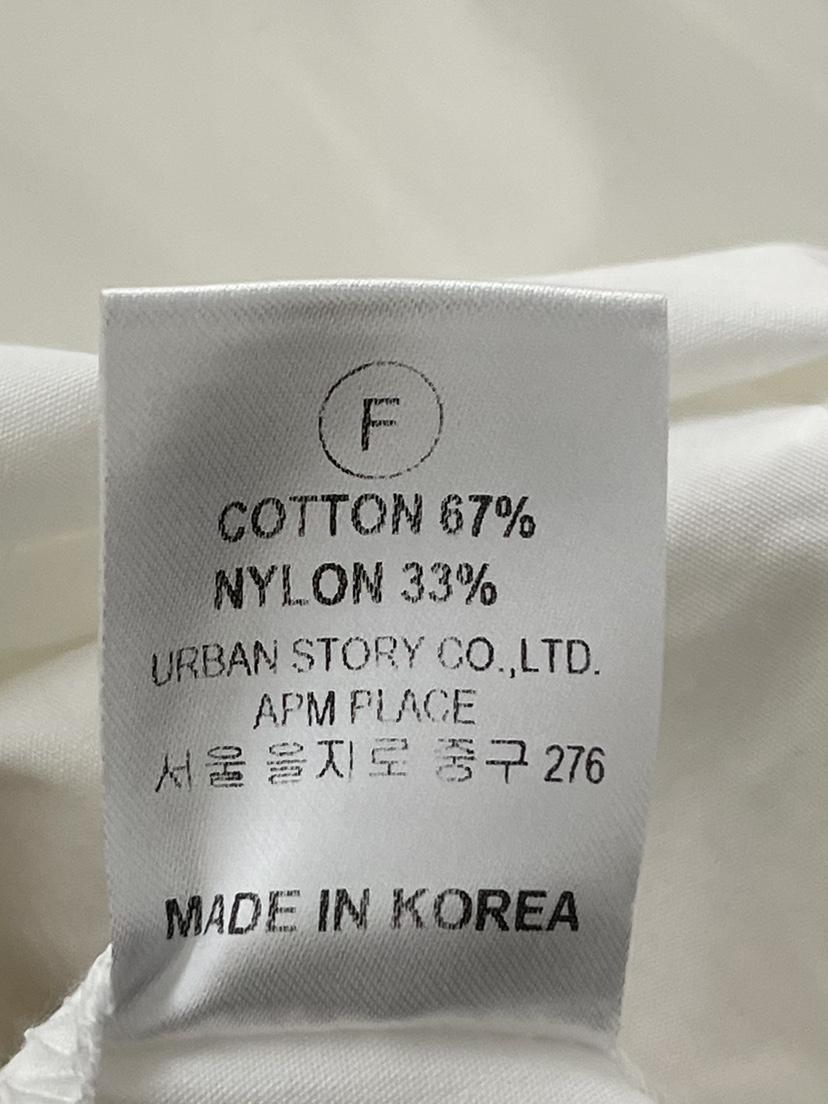 F
COTTON 67%
NYLON 33%
URBAN STORY CO.,LTD.
APM PLACE
서울 을지로 중구 276
MADE IN KOREA